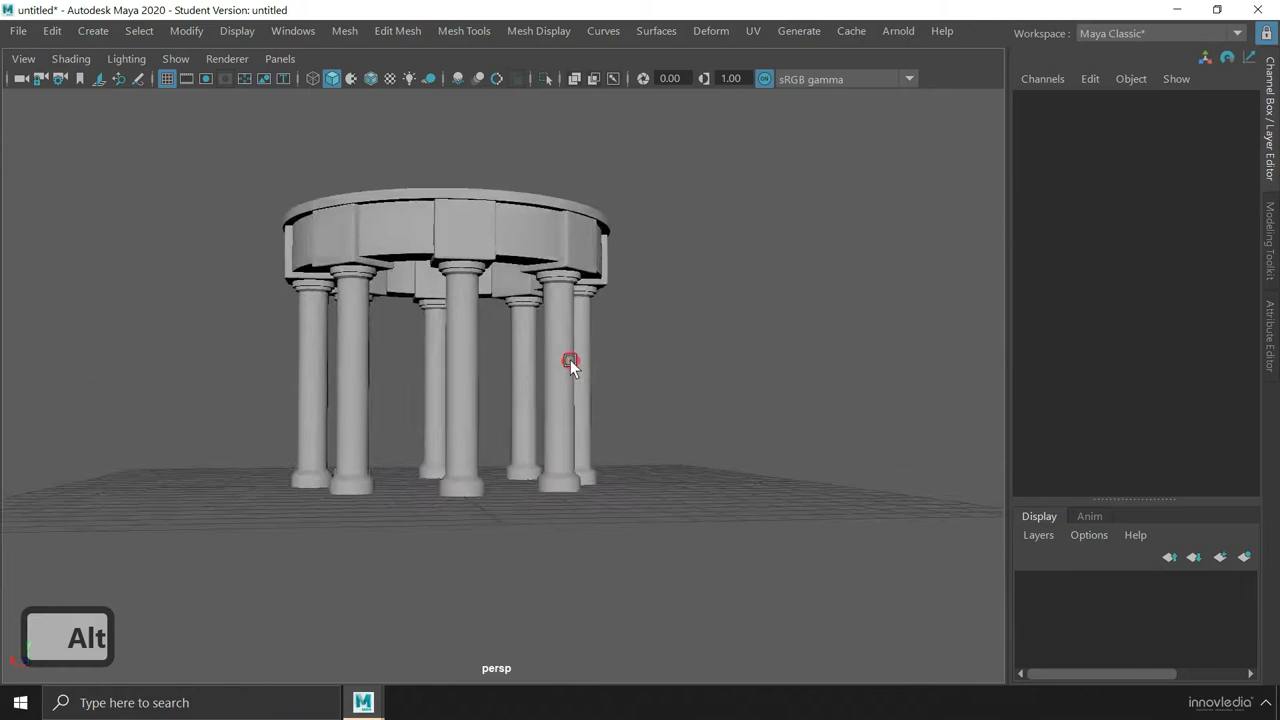 untitled* - Autodesk Maya 2020 - Student Version: untitled
File Edit Create Select Modify Display Windows Mesh Edit Mesh Mesh Tools Mesh Display Curves Surfaces Deform UV Generate Cache Arnold Help
Workspace : Maya Classic*
View Shading Lighting Show Renderer Panels
0.00 1.00 ON sRGB gamma
Channels Edit Object Show
Channel Box / Layer Editor
Modeling Toolkit
Attribute Editor
Display Anim
Layers Options Help
Alt
persp
Type here to search
innovledia